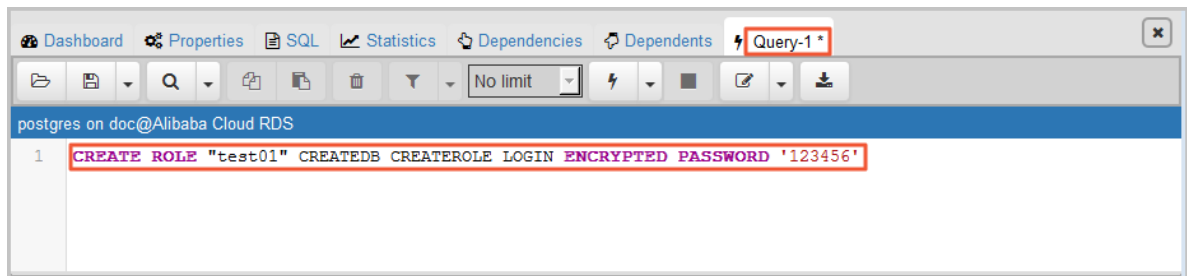 Dashboard Properties SQL Statistics Dependencies Dependents Query-1 *
No limit
postgres on doc@Alibaba Cloud RDS
1 CREATE ROLE "test01" CREATEDB CREATEROLE LOGIN ENCRYPTED PASSWORD '123456'